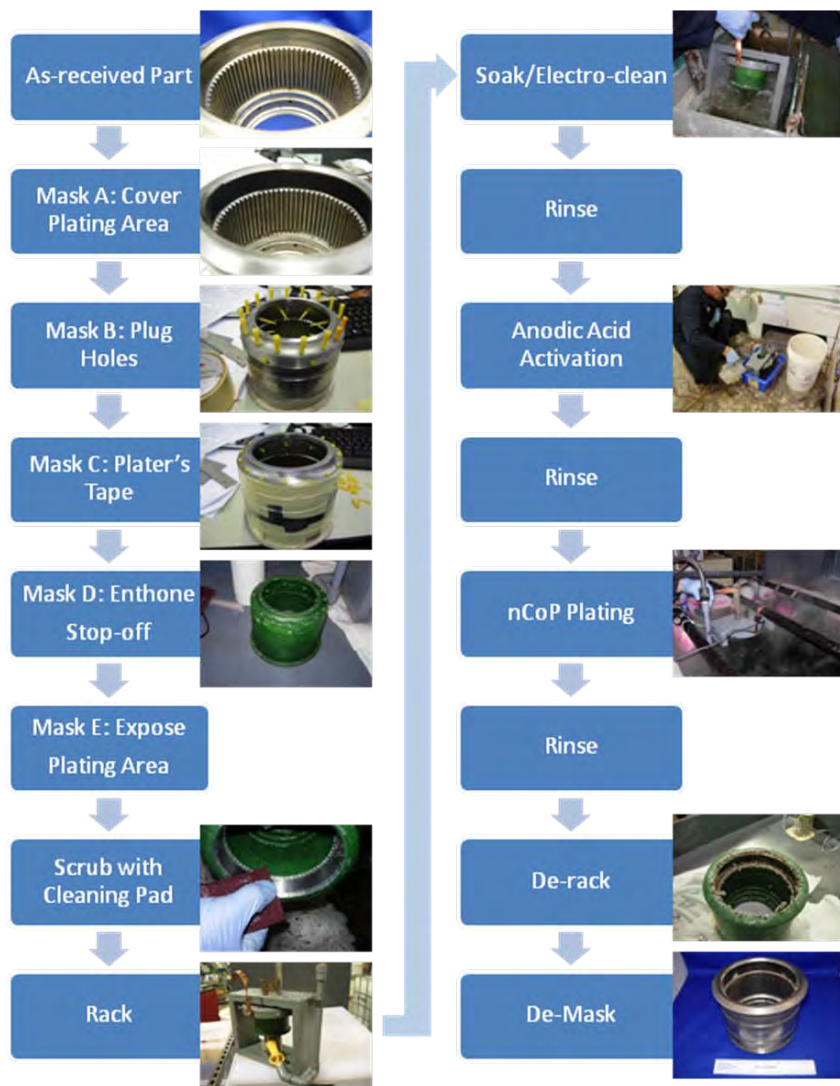 As-received Part
Mask A: Cover
Plating Area
Mask B: Plug
Holes
Mask C: Plater's
Tape
Mask D: Enthone
Stop-off
Mask E: Expose
Plating Area
Scrub with
Cleaning Pad
Rack
Soak/Electro-clean
Rinse
Anodic Acid
Activation
Rinse
nCoP Plating
Rinse
De-rack
De-Mask